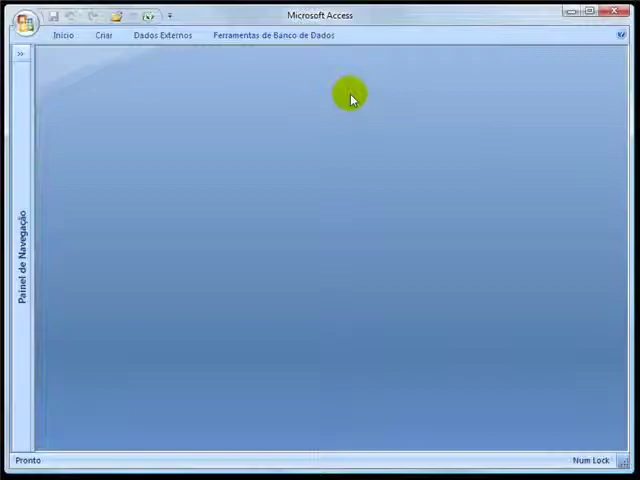 Microsoft Access
Início
Criar
Dados Externos
Ferramentas de Banco de Dados
Painel de Navegação
Pronto
Num Lock